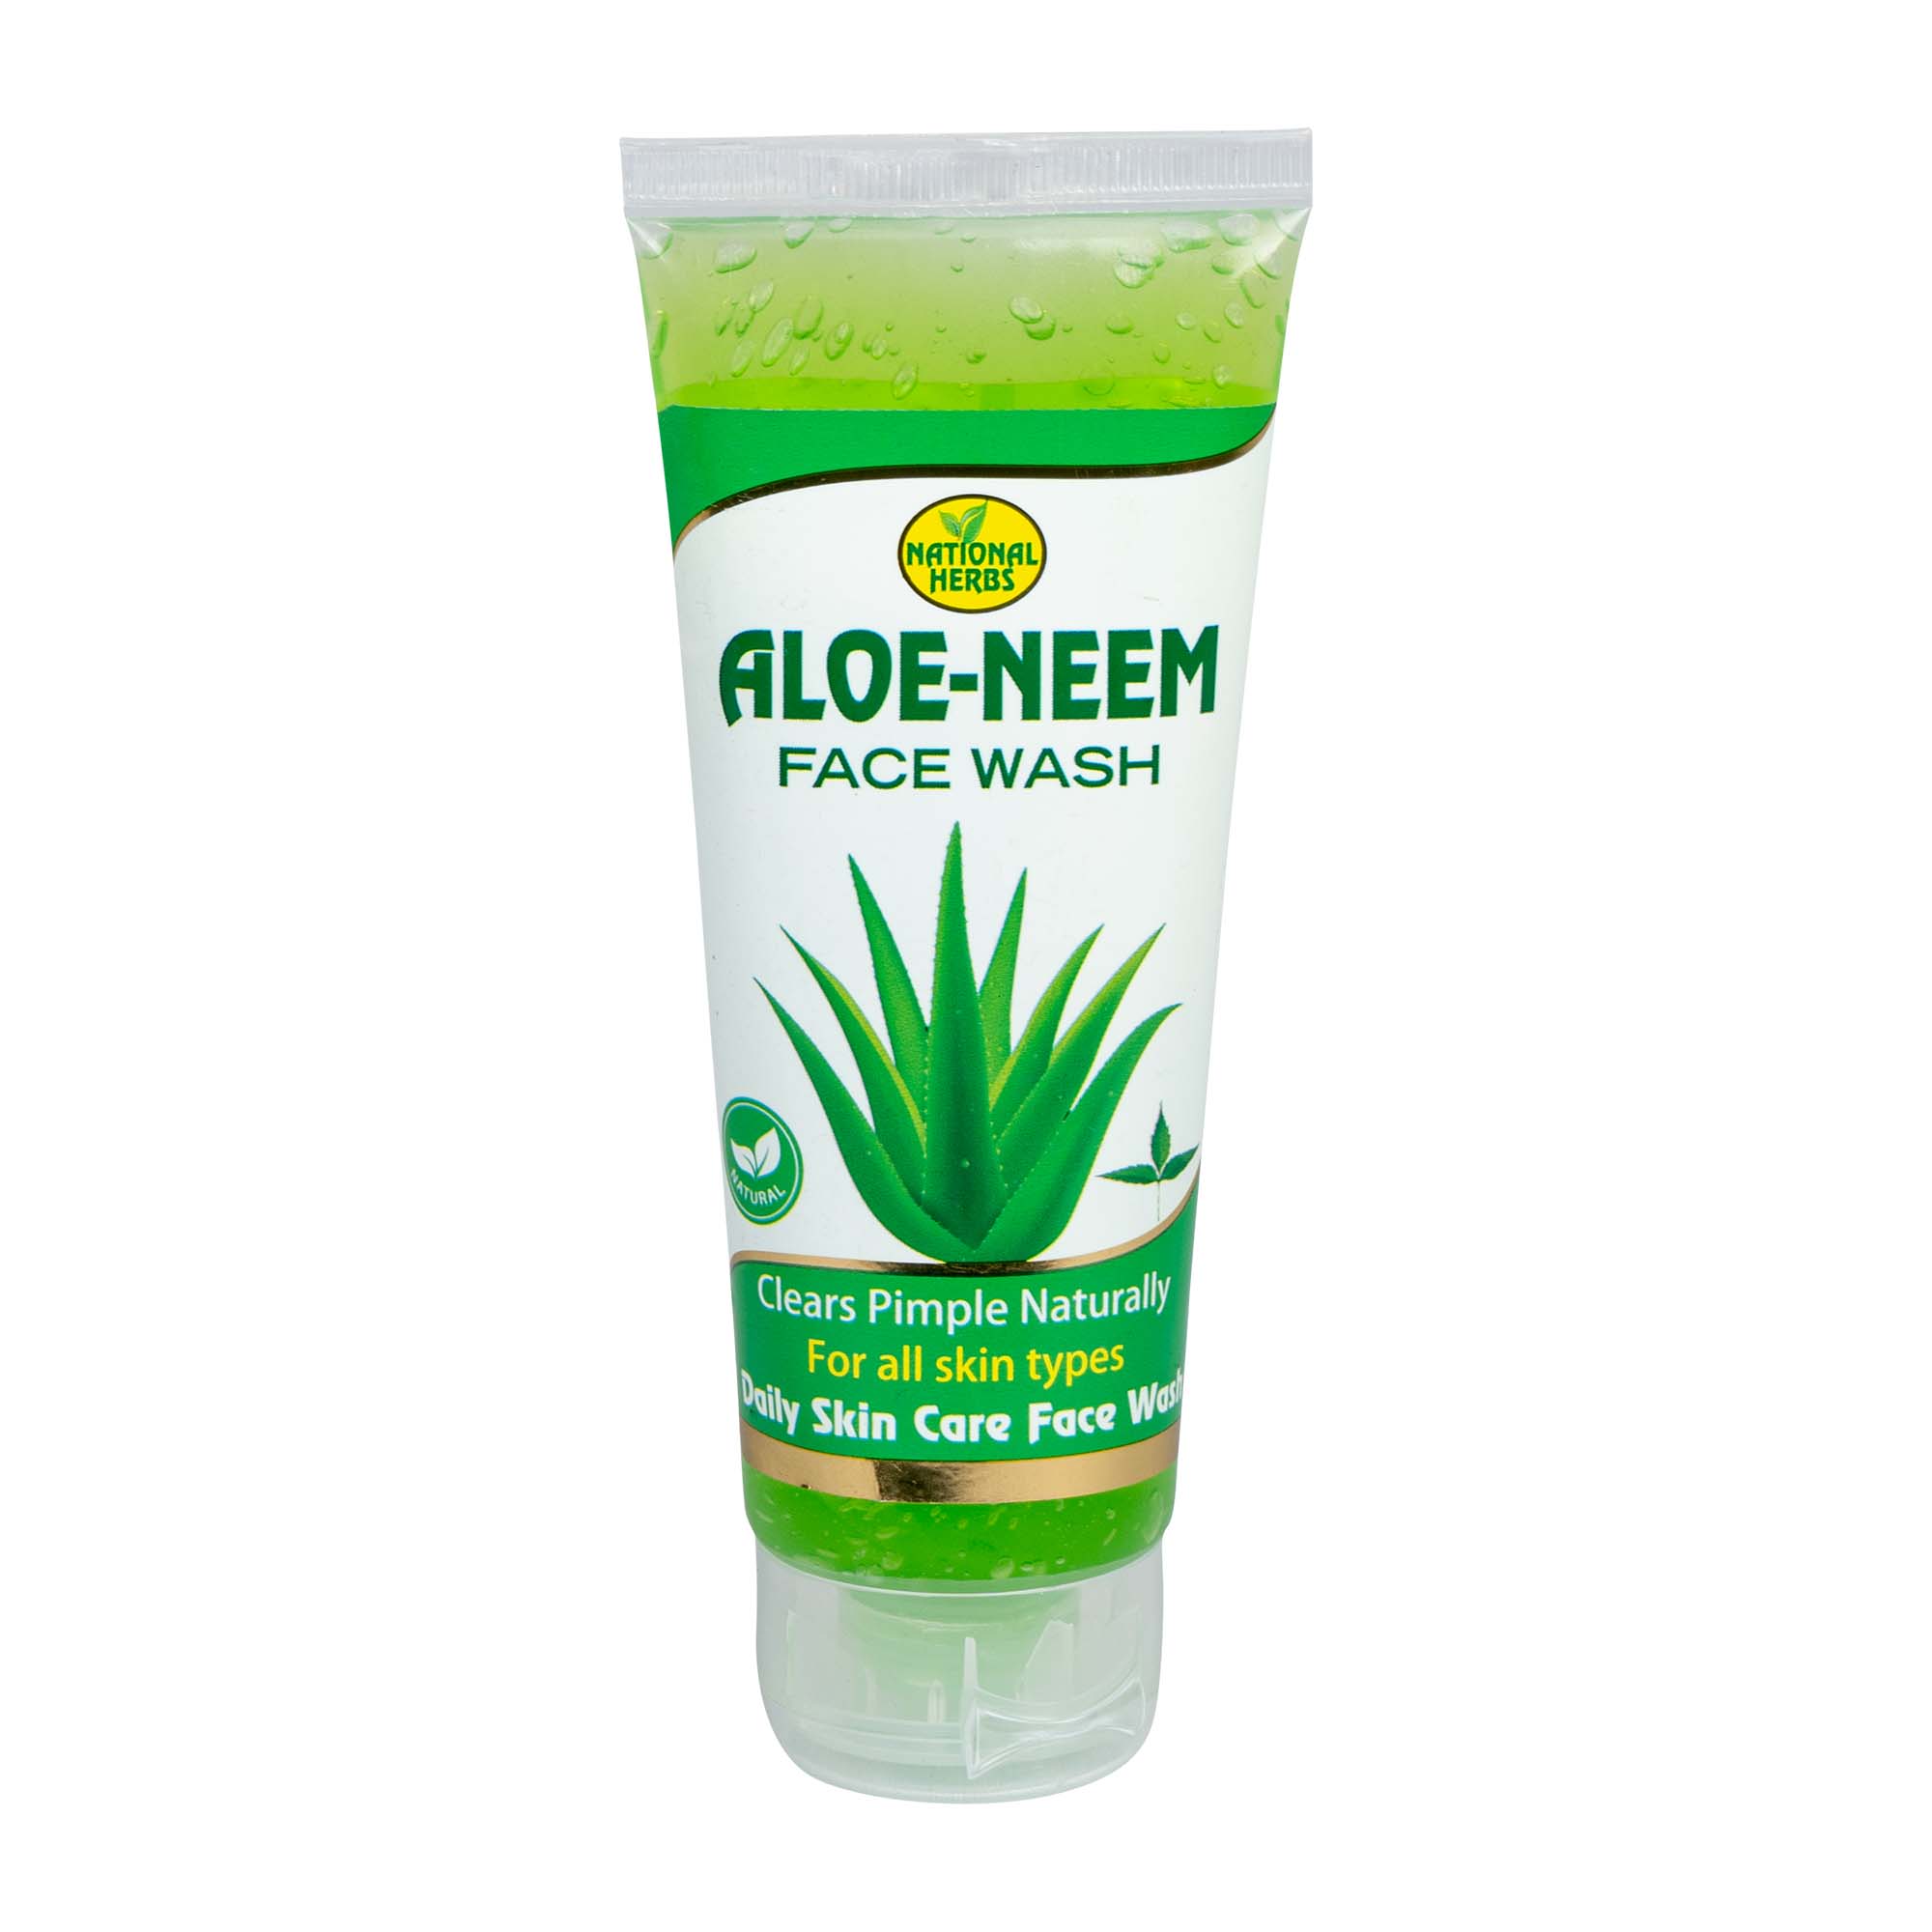 NATIONAL
HERBS
ALOE-NEEM
FACE WASH
NATURAL
Clears Pimple Naturally
For all skin types
Daily Skin Care Face Wash